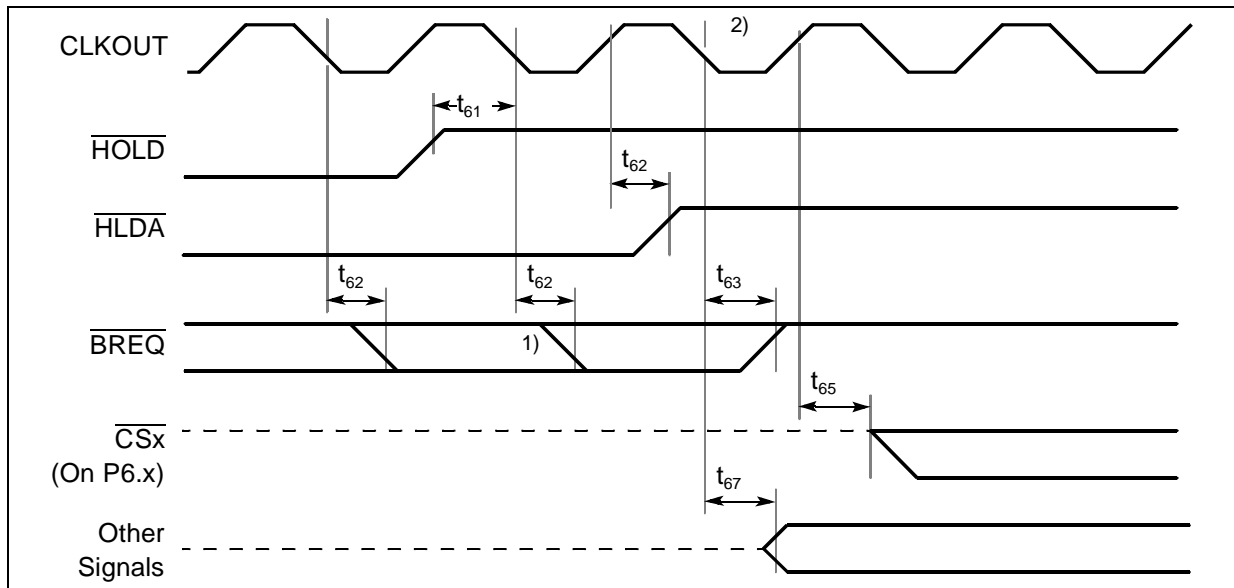 CLKOUT
2)
t61
HOLD
t62
HLDA
t62
t62
t63
BREQ
1)
t65
CSx
(On P6.x)
t67
Other
Signals